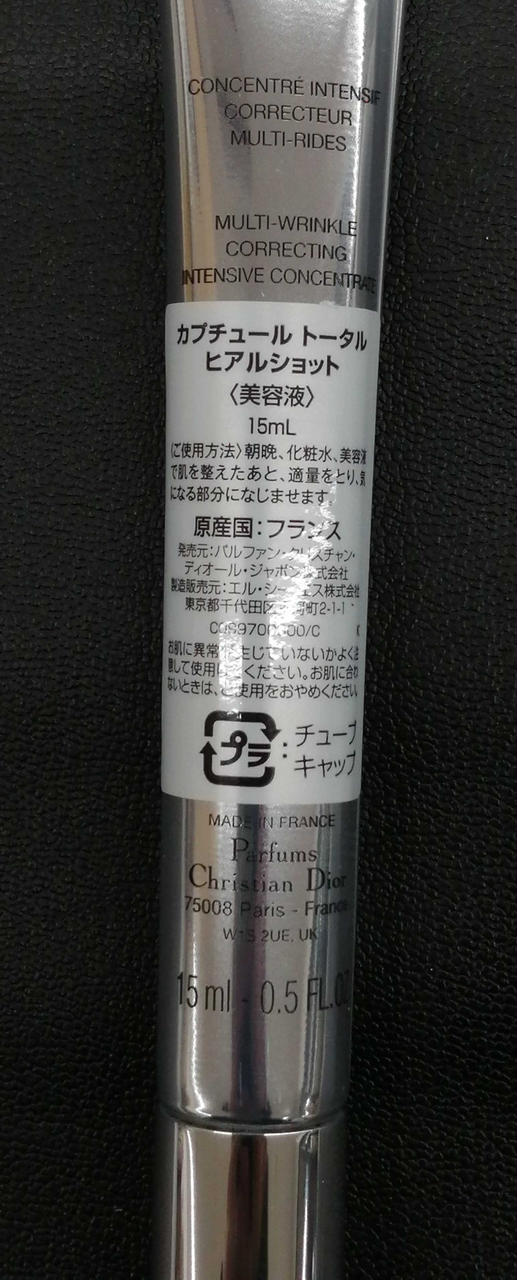 CONCENTRÉ INTENSIF
CORRECTEUR
MULTI-RIDES
MULTI-WRINKLE
CORRECTING
INTENSIVE CONCENTRATE
カプチュール トータル
ヒアルショット
〈美容液〉
15mL
〈ご使用方法〉朝晩、化粧水、美容液
で肌を整えたあと、適量をとり、気
になる部分になじませます。
原産国:フランス
発売元:パルファン・クリスチャン・
ディオール・ジャポン株式会社
製造販売元:エル・シー・エス株式会社
東京都千代田区 河町2-1-1
K
お肌に異常が生じていないかよく注
意して使用してください。お肌に合わ
ないときは、ご使用をおやめください。
プラ : チューブ
キャップ
MADE IN FRANCE
Parfums
Christian Dior
75008 Paris - France
W1S 2UE, UK
15 ml - 0.5 FL.OZ